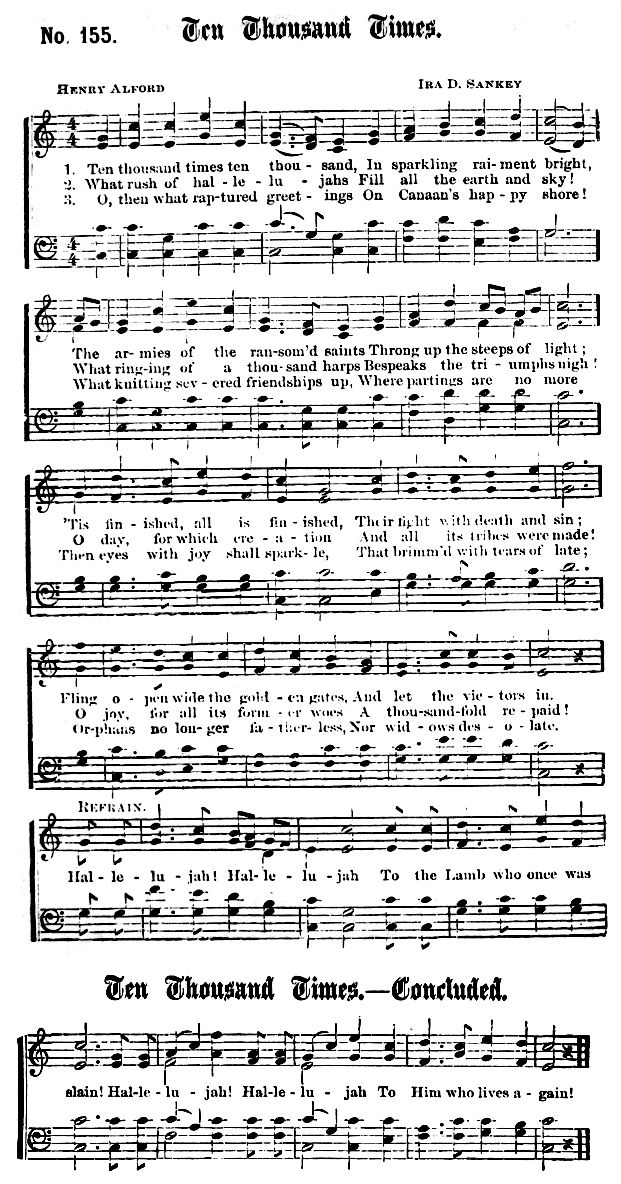 No. 155.
Ten Thousand Times.
HENRY ALFORD
IRA D. SANKEY
1. Ten thousand times ten thou - sand, In sparkling rai - ment bright,
2. What rush of hal - le - lu - jahs Fill all the earth and sky!
3. O, then what rap-tured greet - ings On Canaan's hap - py shore!
The ar - mies of the ran-som'd saints Throng up the steeps of light;
What ring-ing of a thou-sand harps Bespeaks the tri - umphs nigh!
What knitting sev - ered friendships up, Where partings are no more
'Tis fin - ished, all is fin - ished, Their fight with death and sin;
O day, for which cre - a - tion And all its tribes were made!
Then eyes with joy shall spark - le, That brimm'd with tears of late;
Fling o - pen wide the gold - en gates, And let the vic - tors in.
O joy, for all its form - er woes A thou-sand-fold re - paid!
Or-phans no lon-ger fa - ther-less, Nor wid - ows des - o - late.
REFRAIN.
Hal - le - lu - jah! Hal - le - lu - jah To the Lamb who once was
Ten Thousand Times.—Concluded.
slain! Hal-le - lu - jah! Hal-le - lu - jah To Him who lives a - gain!